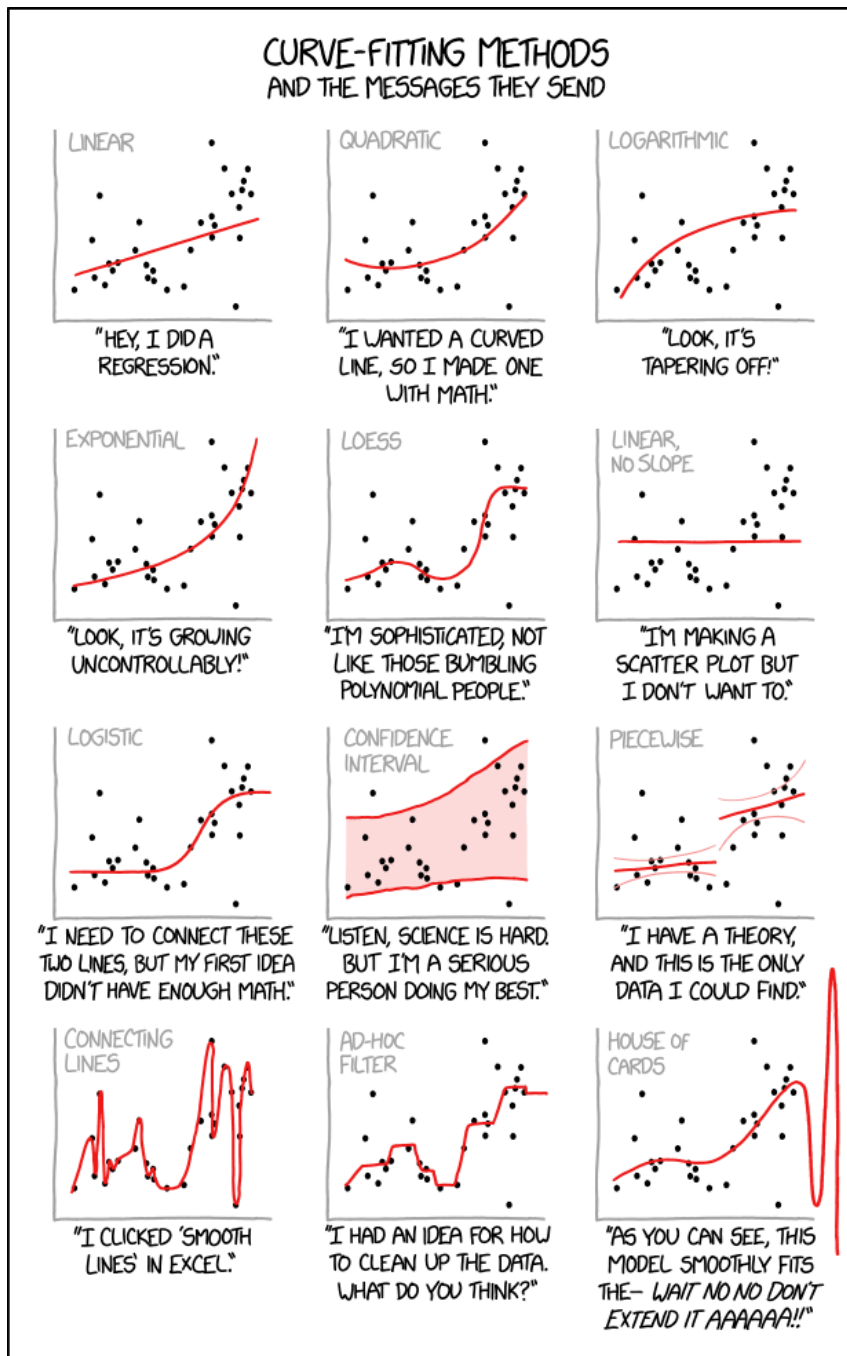 CURVE-FITTING METHODS
AND THE MESSAGES THEY SEND
LINEAR
"HEY, I DID A
REGRESSION."
QUADRATIC
"I WANTED A CURVED
LINE, SO I MADE ONE
WITH MATH."
LOGARITHMIC
"LOOK, IT'S
TAPERING OFF!"
EXPONENTIAL
"LOOK, IT'S GROWING
UNCONTROLLABLY!"
LOESS
"I'M SOPHISTICATED, NOT
LIKE THOSE BUMBLING
POLYNOMIAL PEOPLE."
LINEAR,
NO SLOPE
"I'M MAKING A
SCATTER PLOT BUT
I DON'T WANT TO."
LOGISTIC
"I NEED TO CONNECT THESE
TWO LINES, BUT MY FIRST IDEA
DIDN'T HAVE ENOUGH MATH."
CONFIDENCE
INTERVAL
"LISTEN, SCIENCE IS HARD.
BUT I'M A SERIOUS
PERSON DOING MY BEST."
PIECEWISE
"I HAVE A THEORY,
AND THIS IS THE ONLY
DATA I COULD FIND."
CONNECTING
LINES
"I CLICKED 'SMOOTH
LINES' IN EXCEL."
AD-HOC
FILTER
"I HAD AN IDEA FOR HOW
TO CLEAN UP THE DATA.
WHAT DO YOU THINK?"
HOUSE OF
CARDS
"AS YOU CAN SEE, THIS
MODEL SMOOTHLY FITS
THE– WAIT NO NO DON'T
EXTEND IT AAAAAA!!"